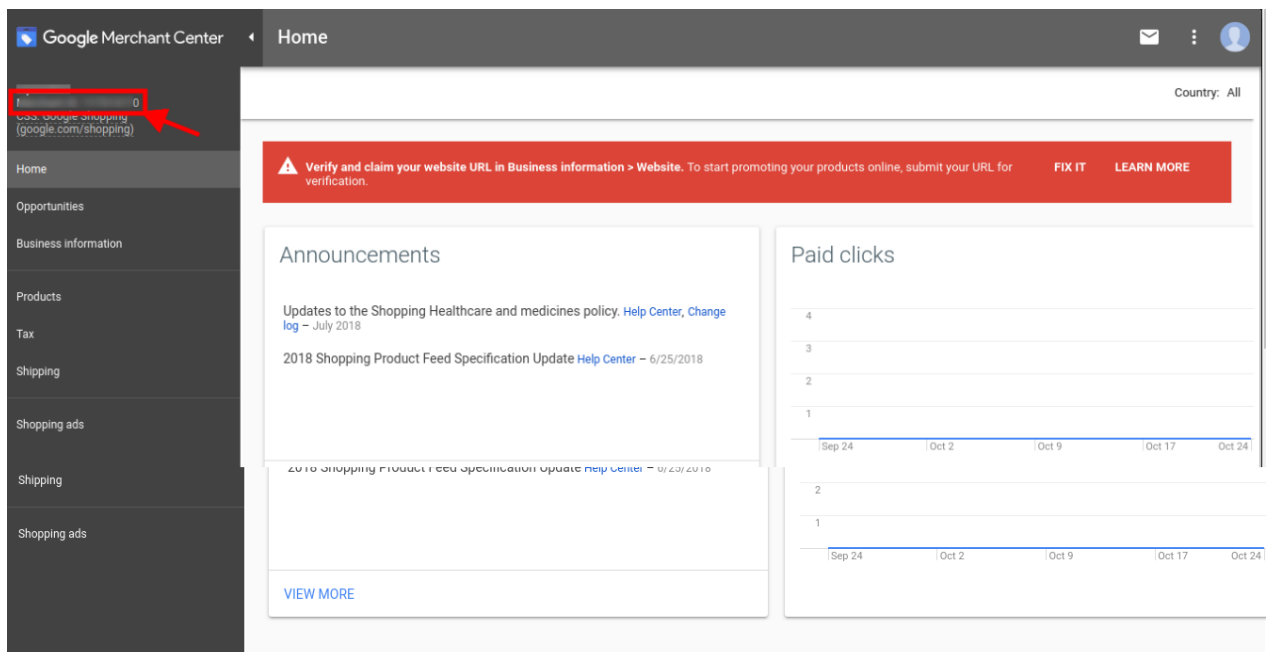 Google Merchant Center
Home
0
CSS: Google Shopping
(google.com/shopping)
Country: All
Home
Opportunities
Business information
Products
Tax
Shipping
Shopping ads
Shipping
Shopping ads
Verify and claim your website URL in Business information > Website. To start promoting your products online, submit your URL for
verification.
FIX IT
LEARN MORE
Announcements
Updates to the Shopping Healthcare and medicines policy. Help Center, Change
log – July 2018
2018 Shopping Product Feed Specification Update Help Center – 6/25/2018
2018 Shopping Product Feed Specification Update Help Center – 6/25/2018
VIEW MORE
Paid clicks
4
3
2
1
Sep 24 Oct 2 Oct 9 Oct 17 Oct 24
2
1
Sep 24 Oct 2 Oct 9 Oct 17 Oct 24